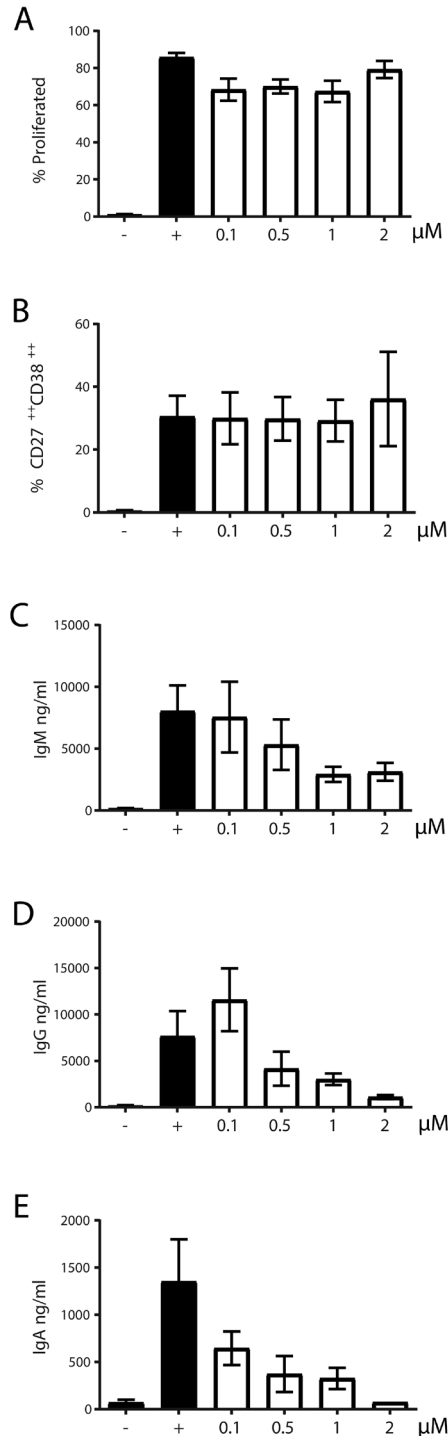 A
% Proliferated
100
80
60
40
20
0
- + 0.1 0.5 1 2 µM
B
% CD27 ++CD38 ++
60
40
20
0
- + 0.1 0.5 1 2 µM
C
IgM ng/ml
15000
10000
5000
0
- + 0.1 0.5 1 2 µM
D
IgG ng/ml
20000
15000
10000
5000
0
- + 0.1 0.5 1 2 µM
E
IgA ng/ml
2000
1500
1000
500
0
- + 0.1 0.5 1 2 µM